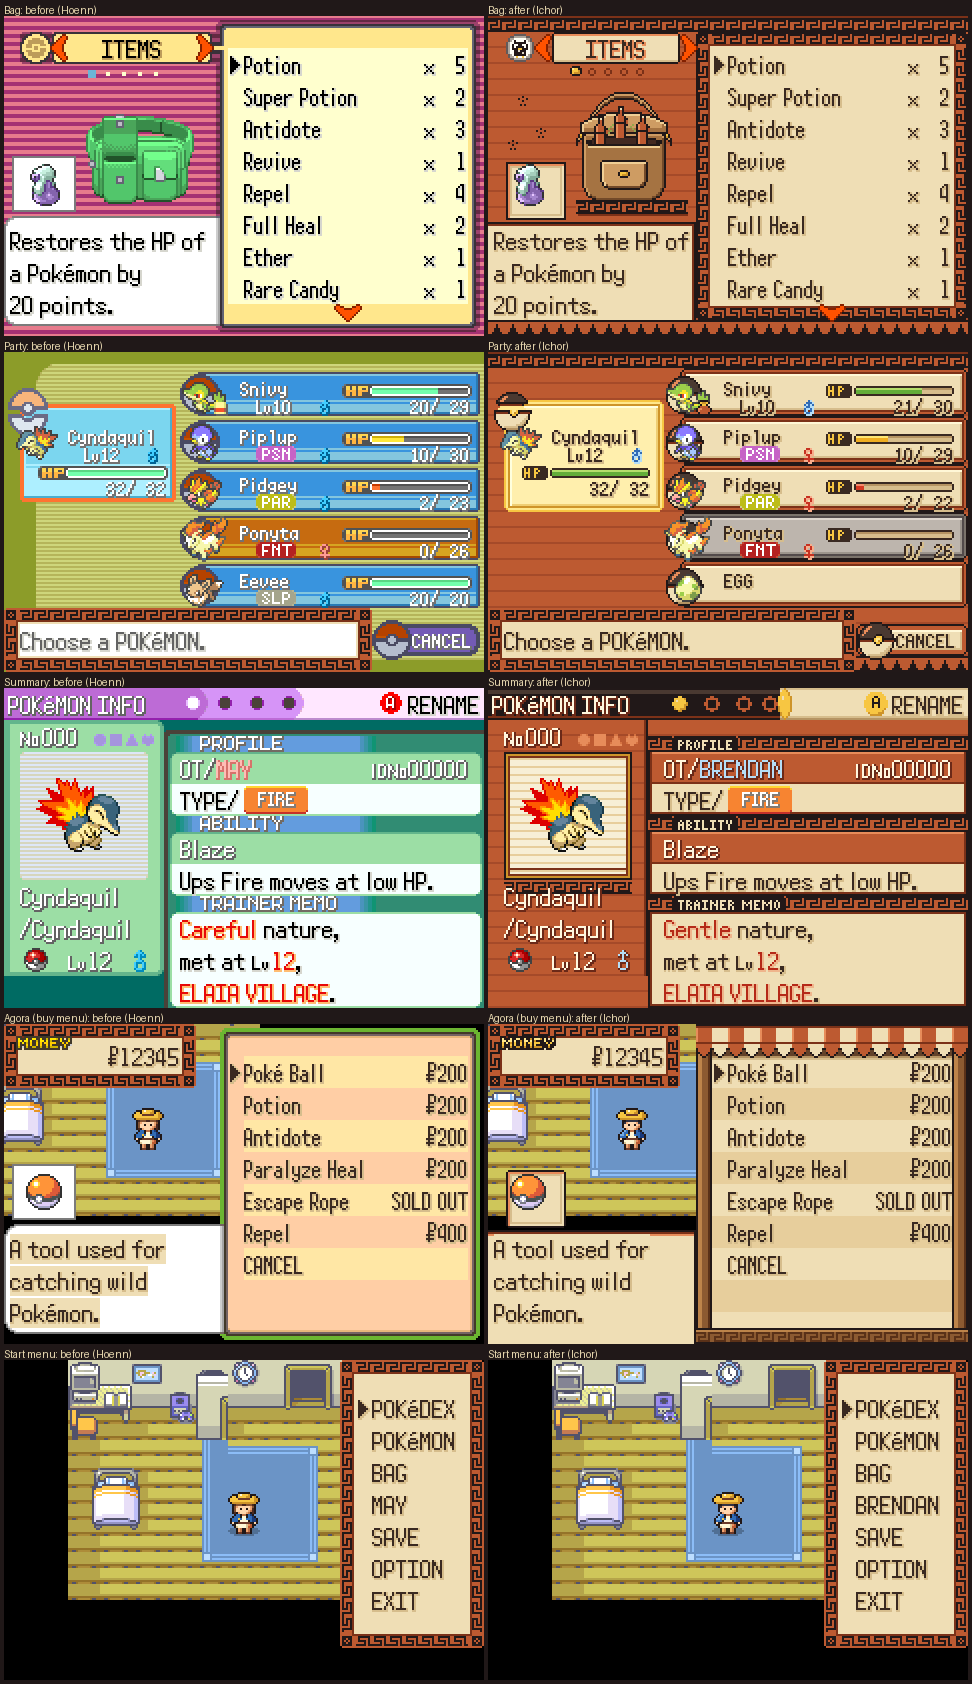 Bag: before (Hoenn)
ITEMS
Potion × 5
Super Potion × 2
Antidote × 3
Revive × 1
Repel × 4
Full Heal × 2
Ether × 1
Rare Candy × 1
Restores the HP of
a Pokémon by
20 points.
Bag: after (Ichor)
ITEMS
Potion × 5
Super Potion × 2
Antidote × 3
Revive × 1
Repel × 4
Full Heal × 2
Ether × 1
Rare Candy × 1
Restores the HP of
a Pokémon by
20 points.
Party: before (Hoenn)
Cyndaquil
Lv12 ♂
HP
32/ 32
Snivy HP
Lv10 ♂ 20/ 29
Piplup HP
PSN ♂ 10/ 30
Pidgey HP
PAR ♂ 2/ 23
Ponyta HP
FNT ♀ 0/ 26
Eevee HP
SLP ♂ 20/ 20
Choose a POKéMON.
CANCEL
Party: after (Ichor)
Cyndaquil
Lv12 ♂
HP
32/ 32
Snivy HP
Lv10 ♂ 21/ 30
Piplup HP
PSN ♀ 10/ 29
Pidgey HP
PAR ♀ 2/ 22
Ponyta HP
FNT ♀ 0/ 26
EGG
Choose a POKéMON.
CANCEL
Summary: before (Hoenn)
POKéMON INFO
A RENAME
No000
Cyndaquil
/Cyndaquil
Lv12 ♂
PROFILE
OT/MAY IDNo00000
TYPE/ FIRE
ABILITY
Blaze
Ups Fire moves at low HP.
TRAINER MEMO
Careful nature,
met at Lv12,
ELAIA VILLAGE.
Summary: after (Ichor)
POKéMON INFO
A RENAME
No000
Cyndaquil
/Cyndaquil
Lv12 ♂
PROFILE
OT/BRENDAN IDNo00000
TYPE/ FIRE
ABILITY
Blaze
Ups Fire moves at low HP.
TRAINER MEMO
Gentle nature,
met at Lv12,
ELAIA VILLAGE.
Agora (buy menu): before (Hoenn)
MONEY
₽12345
Poké Ball ₽200
Potion ₽200
Antidote ₽200
Paralyze Heal ₽200
Escape Rope SOLD OUT
Repel ₽400
CANCEL
A tool used for
catching wild
Pokémon.
Agora (buy menu): after (Ichor)
MONEY
₽12345
Poké Ball ₽200
Potion ₽200
Antidote ₽200
Paralyze Heal ₽200
Escape Rope SOLD OUT
Repel ₽400
CANCEL
A tool used for
catching wild
Pokémon.
Start menu: before (Hoenn)
POKéDEX
POKéMON
BAG
MAY
SAVE
OPTION
EXIT
Start menu: after (Ichor)
POKéDEX
POKéMON
BAG
BRENDAN
SAVE
OPTION
EXIT